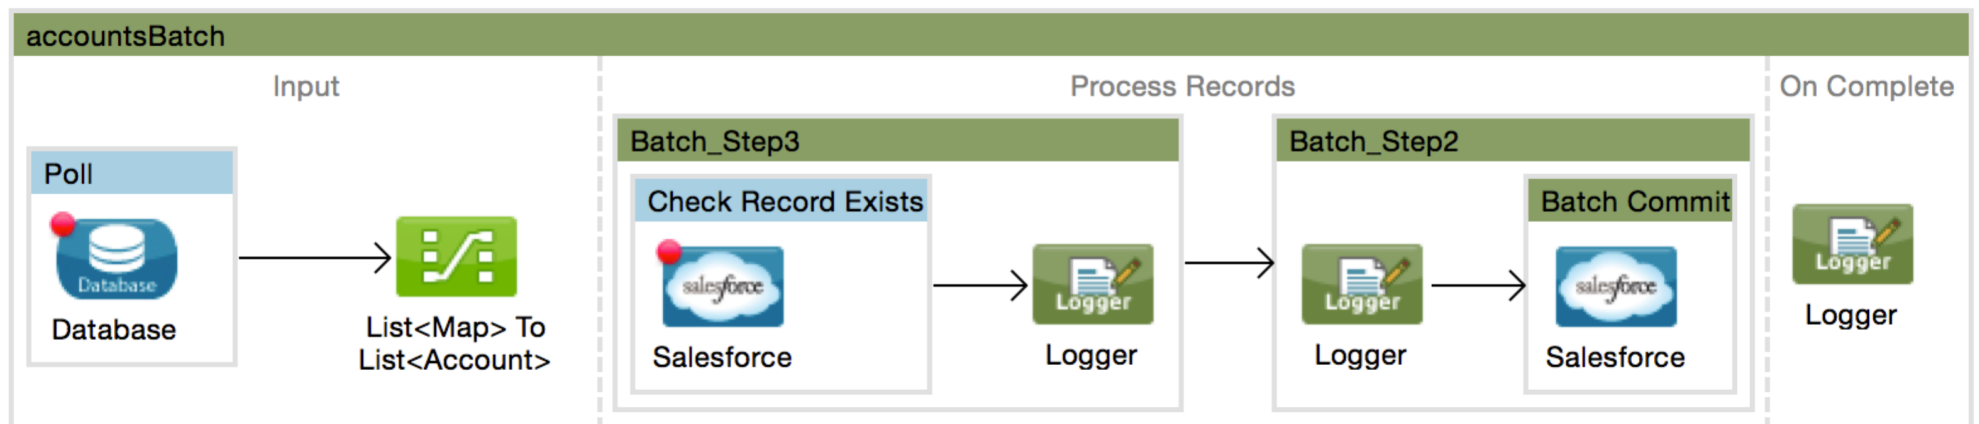 accountsBatch
Input
Process Records
On Complete
Poll
Database
Database
List<Map> To
List<Account>
Batch_Step3
Check Record Exists
salesforce
Salesforce
Logger
Logger
Batch_Step2
Logger
Logger
Batch Commit
salesforce
Salesforce
Logger
Logger